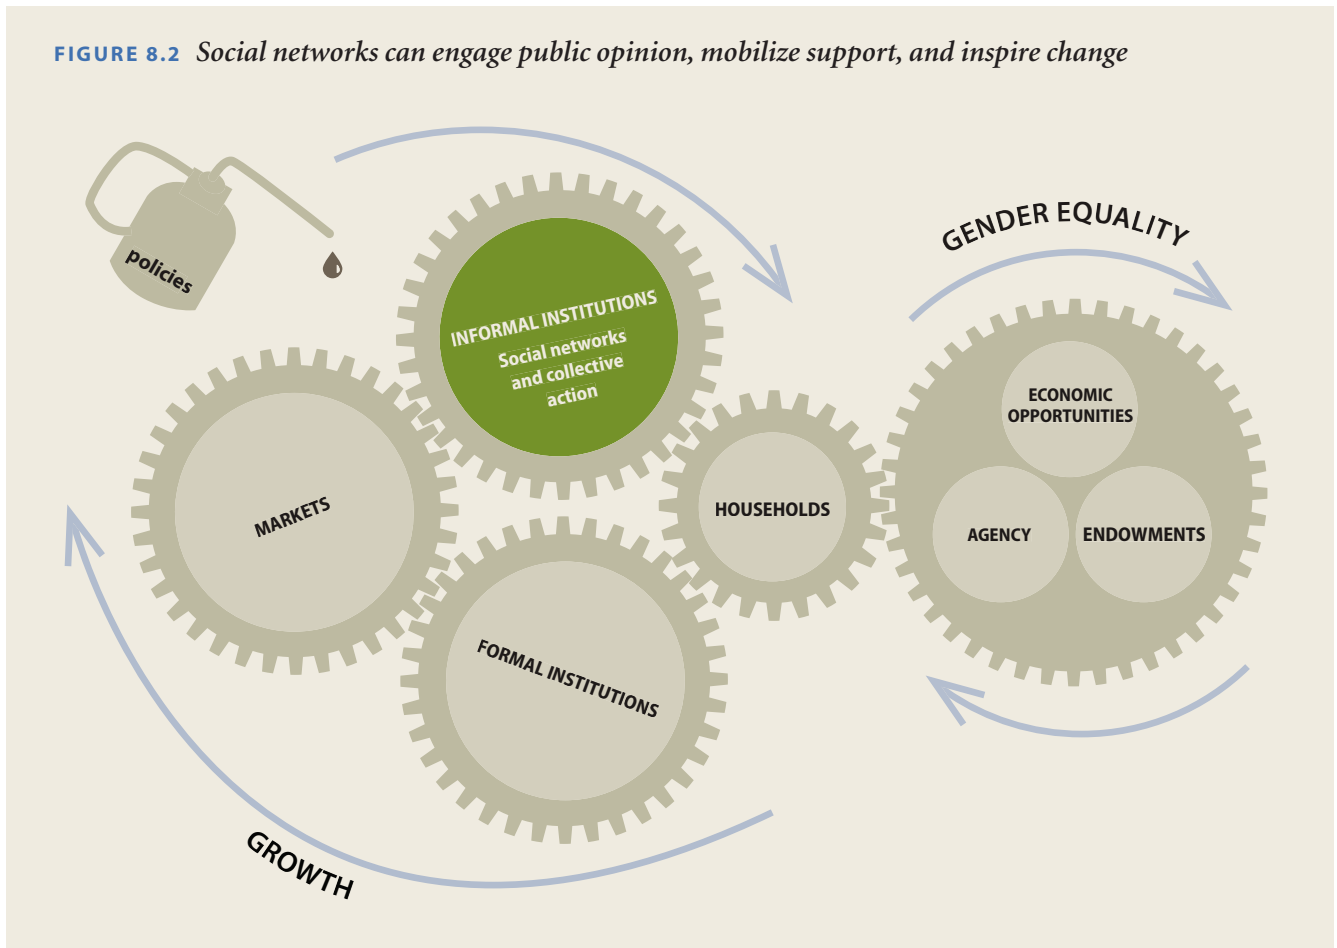 FIGURE 8.2 Social networks can engage public opinion, mobilize support, and inspire change
policies
INFORMAL INSTITUTIONS
Social networks
and collective
action
GENDER EQUALITY
ECONOMIC
OPPORTUNITIES
MARKETS
HOUSEHOLDS
AGENCY
ENDOWMENTS
FORMAL INSTITUTIONS
GROWTH